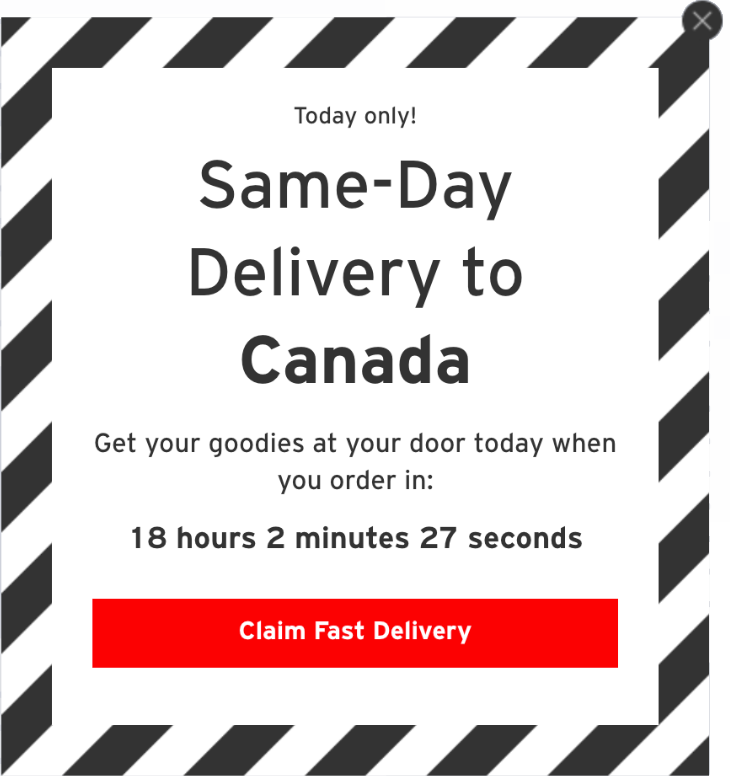 Today only!
Same-Day
Delivery to
Canada
Get your goodies at your door today when
you order in:
18 hours 2 minutes 27 seconds
Claim Fast Delivery